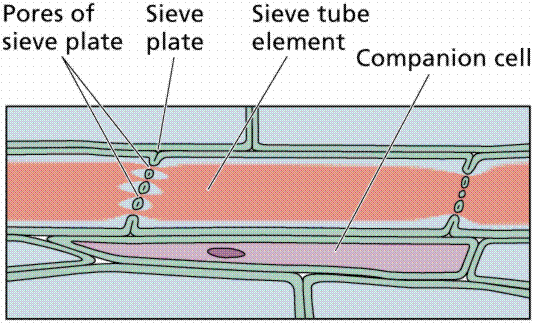 Pores of
sieve plate
Sieve
plate
Sieve tube
element
Companion cell